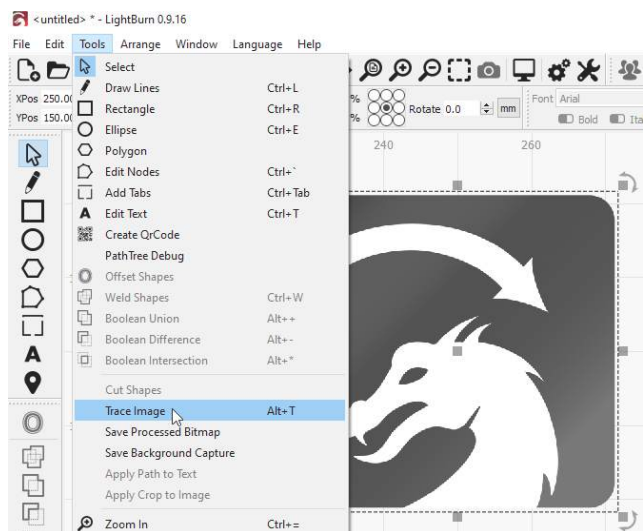 <untitled> * - LightBurn 0.9.16
File Edit Tools Arrange Window Language Help
XPos 250.00
YPos 150.00
%
%
Rotate 0.0
mm
Font Arial
Bold
Ita
Select
Draw Lines Ctrl+L
Rectangle Ctrl+R
Ellipse Ctrl+E
Polygon
Edit Nodes Ctrl+`
Add Tabs Ctrl+Tab
Edit Text Ctrl+T
Create QrCode
PathTree Debug
Offset Shapes
Weld Shapes Ctrl+W
Boolean Union Alt++
Boolean Difference Alt+-
Boolean Intersection Alt+*
Cut Shapes
Trace Image Alt+T
Save Processed Bitmap
Save Background Capture
Apply Path to Text
Apply Crop to Image
Zoom In Ctrl+=
240 260